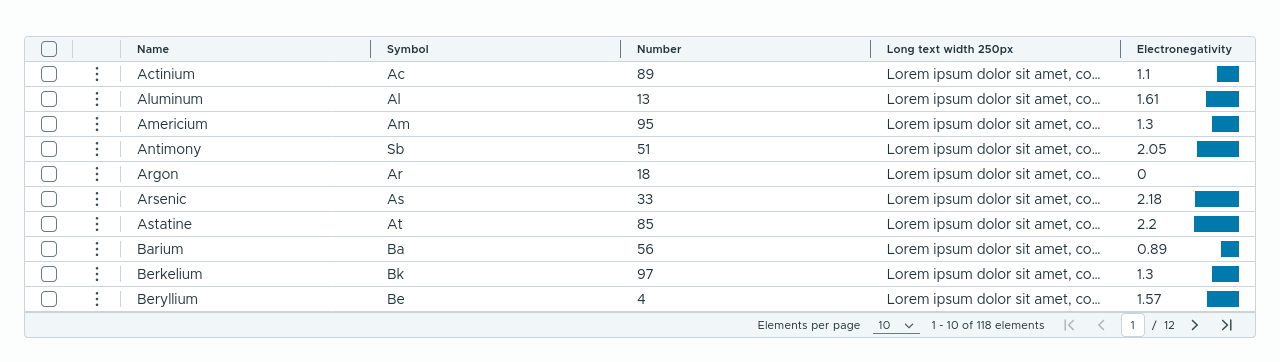 Name Symbol Number Long text width 250px Electronegativity
Actinium Ac 89 Lorem ipsum dolor sit amet, co... 1.1
Aluminum Al 13 Lorem ipsum dolor sit amet, co... 1.61
Americium Am 95 Lorem ipsum dolor sit amet, co... 1.3
Antimony Sb 51 Lorem ipsum dolor sit amet, co... 2.05
Argon Ar 18 Lorem ipsum dolor sit amet, co... 0
Arsenic As 33 Lorem ipsum dolor sit amet, co... 2.18
Astatine At 85 Lorem ipsum dolor sit amet, co... 2.2
Barium Ba 56 Lorem ipsum dolor sit amet, co... 0.89
Berkelium Bk 97 Lorem ipsum dolor sit amet, co... 1.3
Beryllium Be 4 Lorem ipsum dolor sit amet, co... 1.57
Elements per page 10 1 - 10 of 118 elements 1 / 12